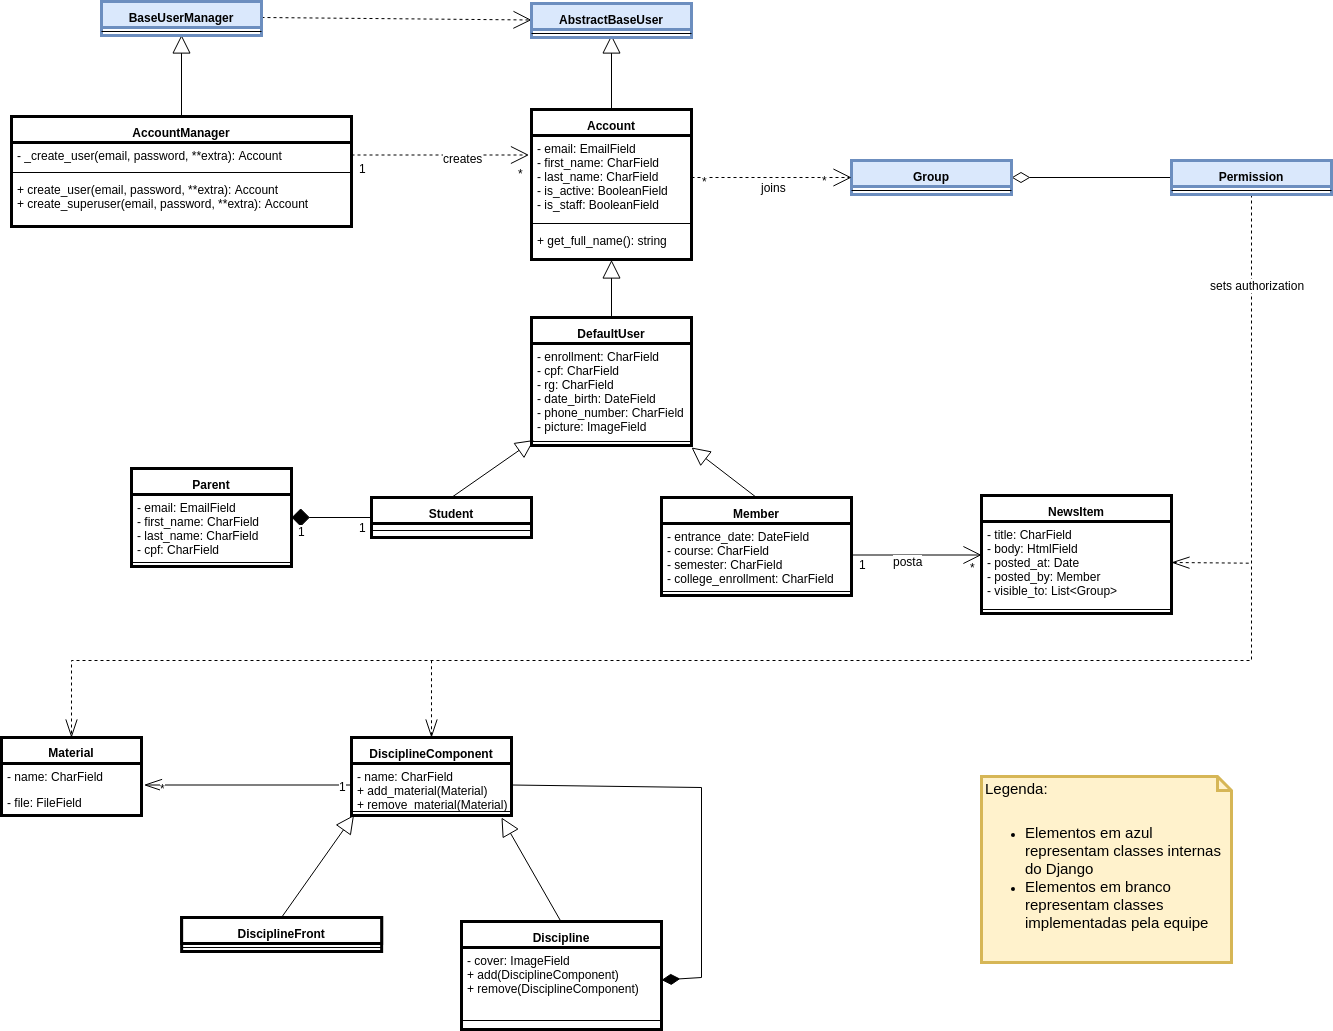 BaseUserManager
AbstractBaseUser
AccountManager
- _create_user(email, password, **extra): Account
+ create_user(email, password, **extra): Account
+ create_superuser(email, password, **extra): Account
1
creates
*
Account
- email: EmailField
- first_name: CharField
- last_name: CharField
- is_active: BooleanField
- is_staff: BooleanField
+ get_full_name(): string
*
joins
*
Group
Permission
sets authorization
DefaultUser
- enrollment: CharField
- cpf: CharField
- rg: CharField
- date_birth: DateField
- phone_number: CharField
- picture: ImageField
Parent
- email: EmailField
- first_name: CharField
- last_name: CharField
- cpf: CharField
1
1
Student
Member
- entrance_date: DateField
- course: CharField
- semester: CharField
- college_enrollment: CharField
1
posta
*
NewsItem
- title: CharField
- body: HtmlField
- posted_at: Date
- posted_by: Member
- visible_to: List<Group>
Material
- name: CharField
- file: FileField
*
1
DisciplineComponent
- name: CharField
+ add_material(Material)
+ remove_material(Material)
DisciplineFront
Discipline
- cover: ImageField
+ add(DisciplineComponent)
+ remove(DisciplineComponent)
Legenda:
• Elementos em azul
representam classes internas
do Django
• Elementos em branco
representam classes
implementadas pela equipe